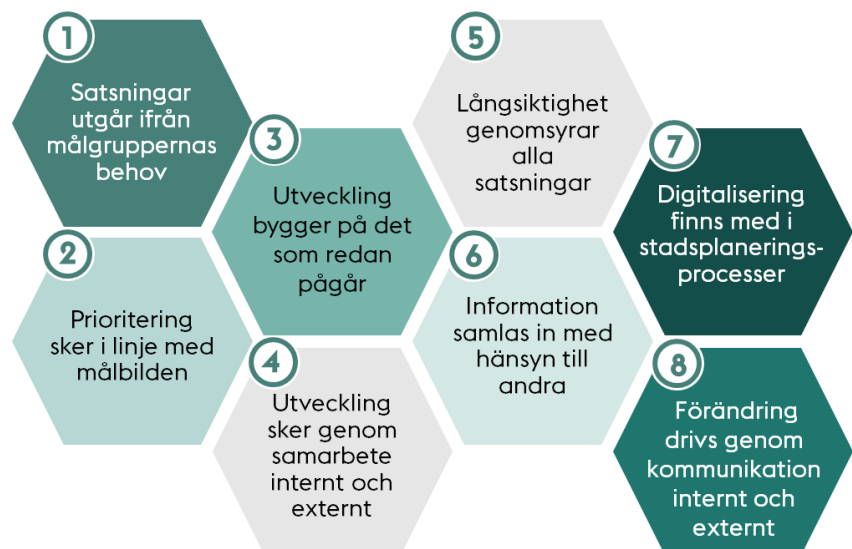 1
Satsningar
utgår ifrån
målgruppernas
behov
2
Prioritering
sker i linje med
målbilden
3
Utveckling
bygger på det
som redan
pågår
4
Utveckling
sker genom
samarbete
internt och
externt
5
Långsiktighet
genomsyrar
alla
satsningar
6
Information
samlas in med
hänsyn till
andra
7
Digitalisering
finns med i
stadsplanerings-
processer
8
Förändring
drivs genom
kommunikation
internt och
externt